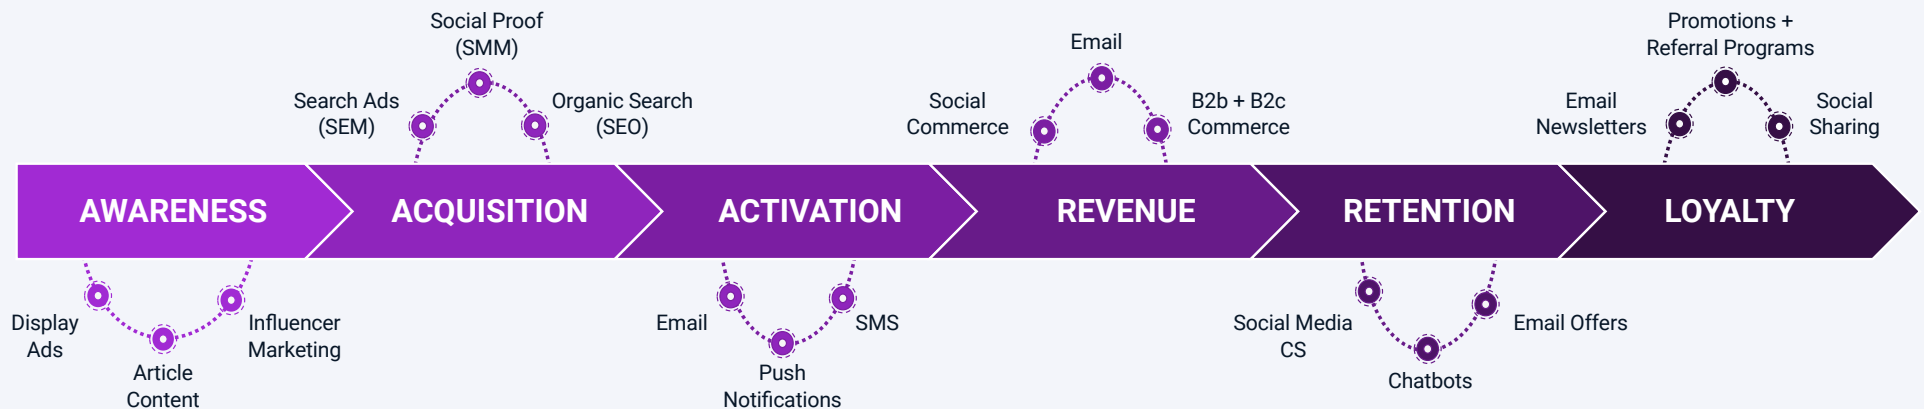 Social Proof
(SMM)
Search Ads
(SEM)
Organic Search
(SEO)
Email
Social
Commerce
B2b + B2c
Commerce
Promotions +
Referral Programs
Email
Newsletters
Social
Sharing
AWARENESS
ACQUISITION
ACTIVATION
REVENUE
RETENTION
LOYALTY
Display
Ads
Article
Content
Influencer
Marketing
Email
Push
Notifications
SMS
Social Media
CS
Chatbots
Email Offers